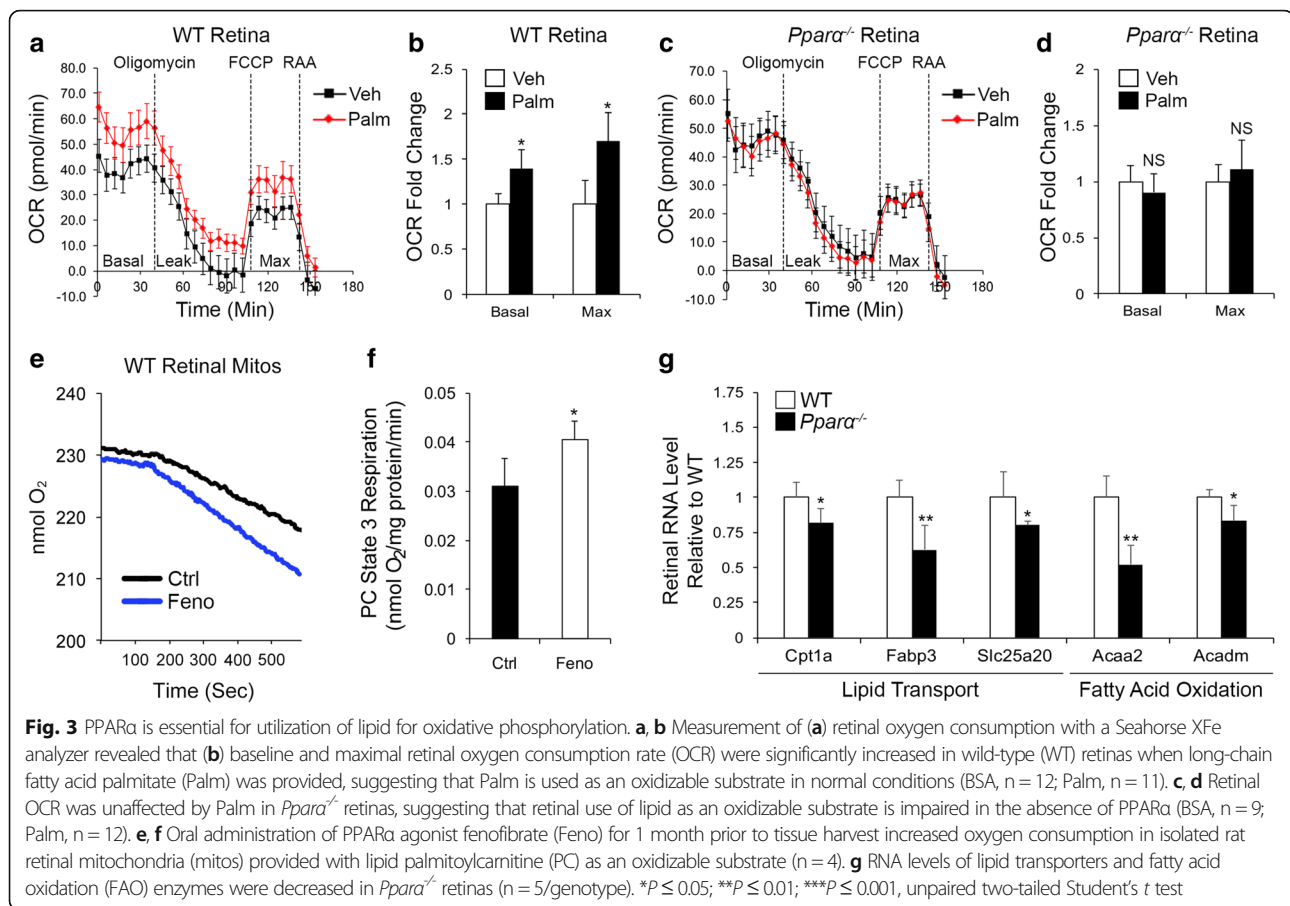 a
WT Retina
Oligomycin
FCCP RAA
Veh
Palm
OCR (pmol/min)
80.0
70.0
60.0
50.0
40.0
30.0
20.0
10.0
0.0
-10.0
Basal
Leak
Max
0
30
60
90
120
150
180
Time (Min)
b
WT Retina
Veh
Palm
OCR Fold Change
2.5
2.0
1.5
1.0
0.5
0
*
*
Basal
Max
c
Pparα-/- Retina
Oligomycin
FCCP
RAA
Veh
Palm
OCR (pmol/min)
70.0
60.0
50.0
40.0
30.0
20.0
10.0
0.0
-10.0
Basal
Leak
Max
0
30
60
90
120
150
180
Time (Min)
d
Pparα-/- Retina
Veh
Palm
OCR Fold Change
2
1.5
1
0.5
0
NS
NS
Basal
Max
e
WT Retinal Mitos
nmol O2
240
230
220
210
200
Ctrl
Feno
100 200 300 400 500
Time (Sec)
f
PC State 3 Respiration
(nmol O2/mg protein/min)
0.05
0.04
0.03
0.02
0.01
0
*
Ctrl
Feno
g
WT
Pparα-/-
Retinal RNA Level
Relative to WT
1.75
1.5
1.25
1
0.75
0.5
0.25
0
*
**
*
**
*
Cpt1a
Fabp3
Slc25a20
Acaa2
Acadm
Lipid Transport
Fatty Acid Oxidation
Fig. 3 PPARα is essential for utilization of lipid for oxidative phosphorylation. a, b Measurement of (a) retinal oxygen consumption with a Seahorse XFe
analyzer revealed that (b) baseline and maximal retinal oxygen consumption rate (OCR) were significantly increased in wild-type (WT) retinas when long-chain
fatty acid palmitate (Palm) was provided, suggesting that Palm is used as an oxidizable substrate in normal conditions (BSA, n = 12; Palm, n = 11). c, d Retinal
OCR was unaffected by Palm in Pparα-/- retinas, suggesting that retinal use of lipid as an oxidizable substrate is impaired in the absence of PPARα (BSA, n = 9;
Palm, n = 12). e, f Oral administration of PPARα agonist fenofibrate (Feno) for 1 month prior to tissue harvest increased oxygen consumption in isolated rat
retinal mitochondria (mitos) provided with lipid palmitoylcarnitine (PC) as an oxidizable substrate (n = 4). g RNA levels of lipid transporters and fatty acid
oxidation (FAO) enzymes were decreased in Pparα-/- retinas (n = 5/genotype). *P ≤ 0.05; **P ≤ 0.01; ***P ≤ 0.001, unpaired two-tailed Student's t test